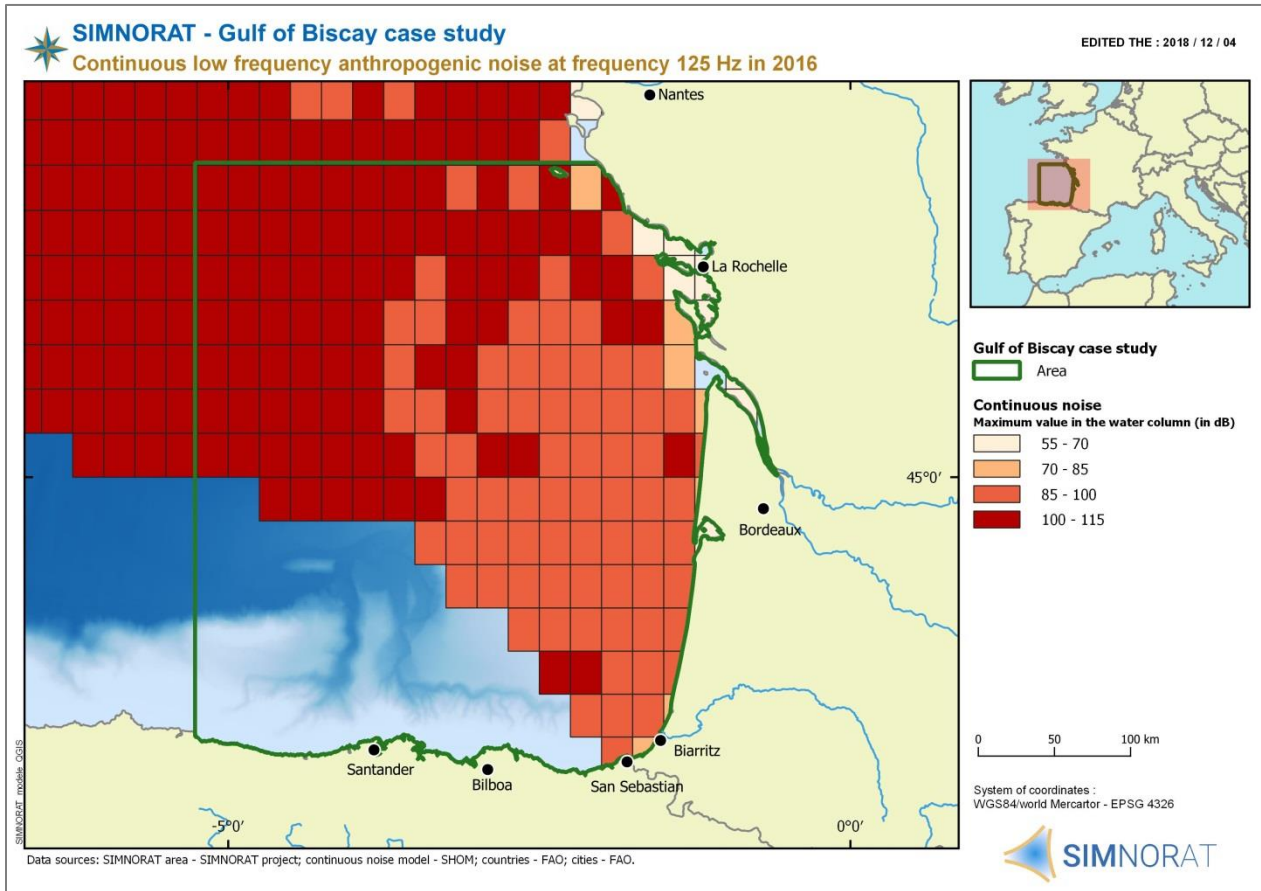 SIMNORAT - Gulf of Biscay case study
EDITED THE : 2018 / 12 / 04
Continuous low frequency anthropogenic noise at frequency 125 Hz in 2016
Nantes
La Rochelle
45°0'
Bordeaux
Biarritz
Santander
Bilboa
San Sebastian
-5°0'
0°0'
Gulf of Biscay case study
Area
Continuous noise
Maximum value in the water column (in dB)
55 - 70
70 - 85
85 - 100
100 - 115
0 50 100 km
System of coordinates :
WGS84/world Mercartor - EPSG 4326
SIMNORAT
SIMNORAT modele QGIS
Data sources: SIMNORAT area - SIMNORAT project; continuous noise model - SHOM; countries - FAO; cities - FAO.